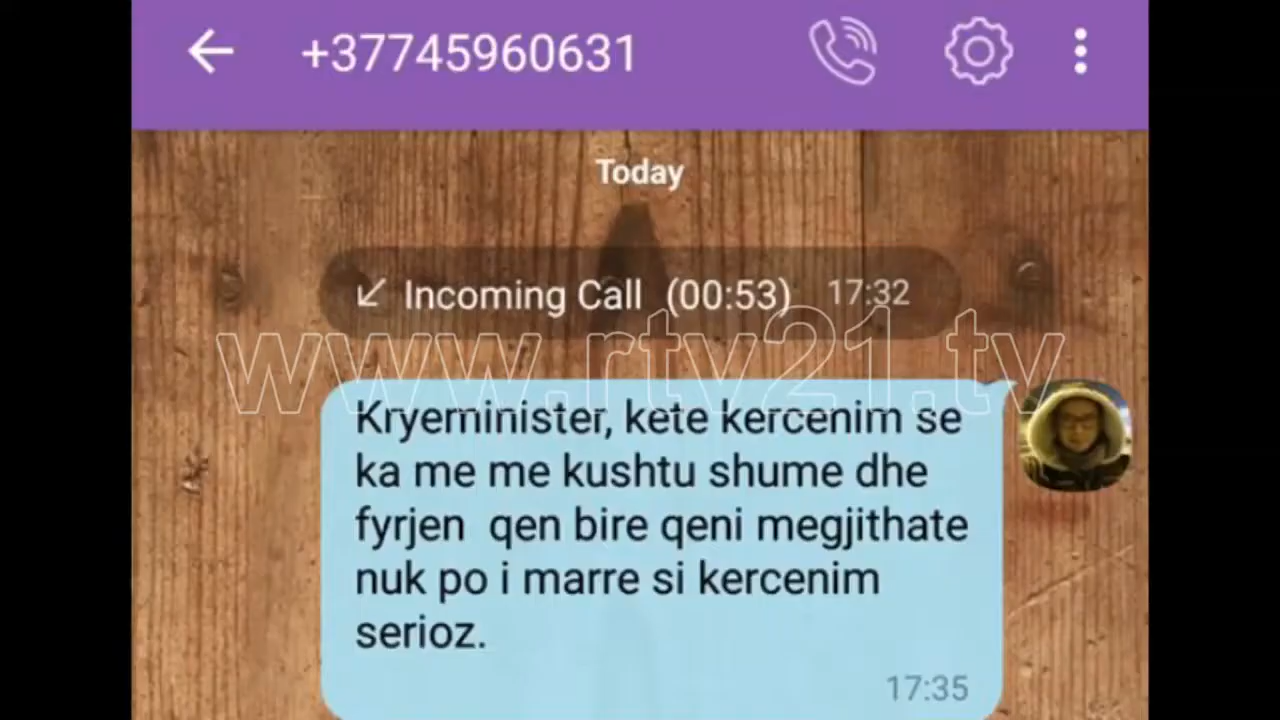 +37745960631
Today
Incoming Call (00:53) 17:32
www.rtv21.tv
Kryeminister, kete kercenim se
ka me me kushtu shume dhe
fyrjen qen bire qeni megjithate
nuk po i marre si kercenim
serioz.
17:35